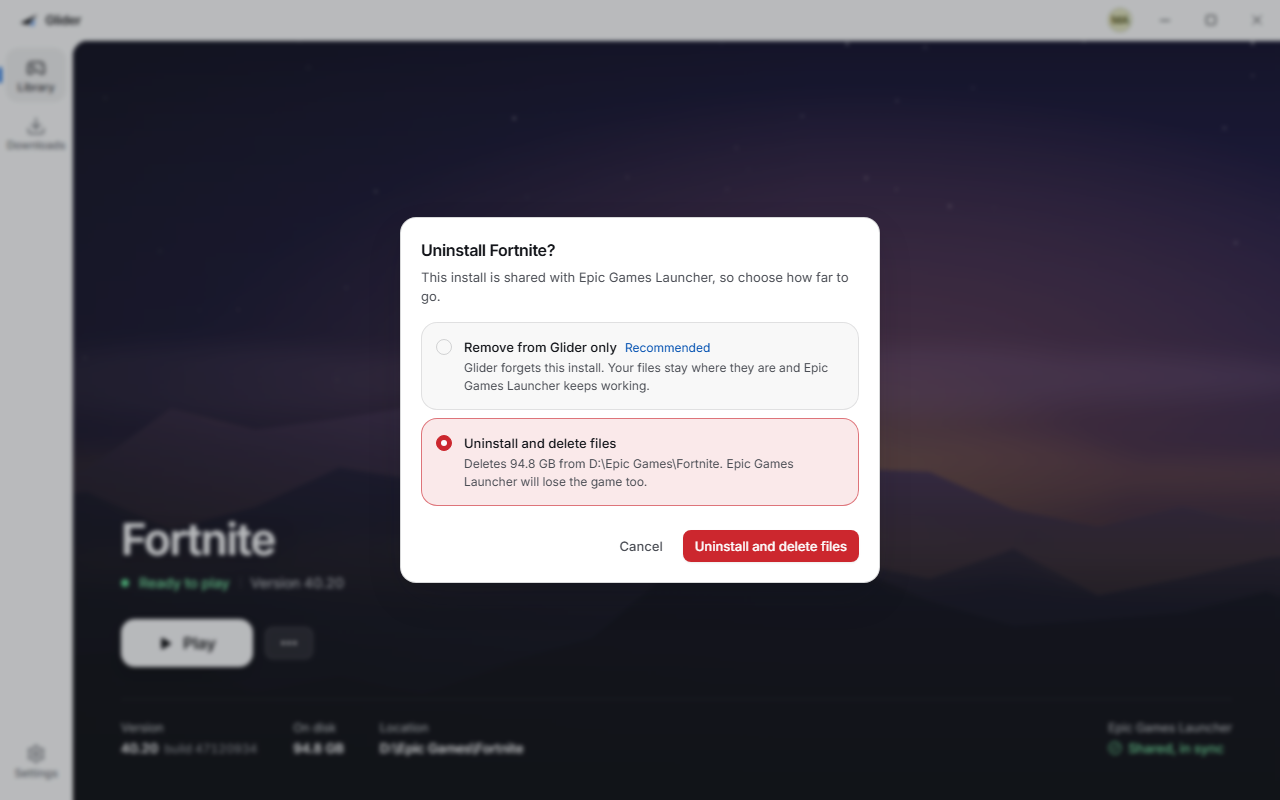 Glider
MA
Library
Downloads
Uninstall Fortnite?
This install is shared with Epic Games Launcher, so choose how far to
go.
Remove from Glider only Recommended
Glider forgets this install. Your files stay where they are and Epic
Games Launcher keeps working.
Uninstall and delete files
Deletes 94.8 GB from D:\Epic Games\Fortnite. Epic Games
Launcher will lose the game too.
Cancel
Uninstall and delete files
Fortnite
Ready to play
Version 40.20
Play
Version
On disk
Location
Epic Games Launcher
40.20 build 47120934
94.8 GB
D:\Epic Games\Fortnite
Shared, in sync
Settings